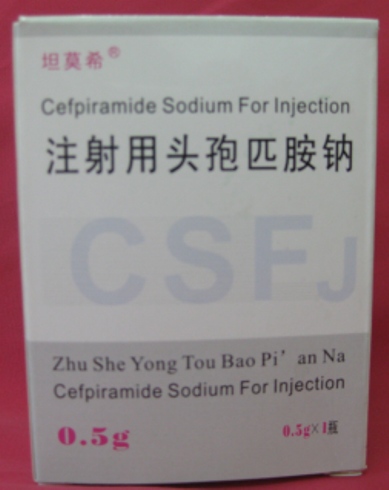 坦莫希®
Cefpiramide Sodium For Injection
注射用头孢匹胺钠
CSFJ
Zhu She Yong Tou Bao Pi’ an Na
Cefpiramide Sodium For Injection
0.5g
0.5g×1瓶